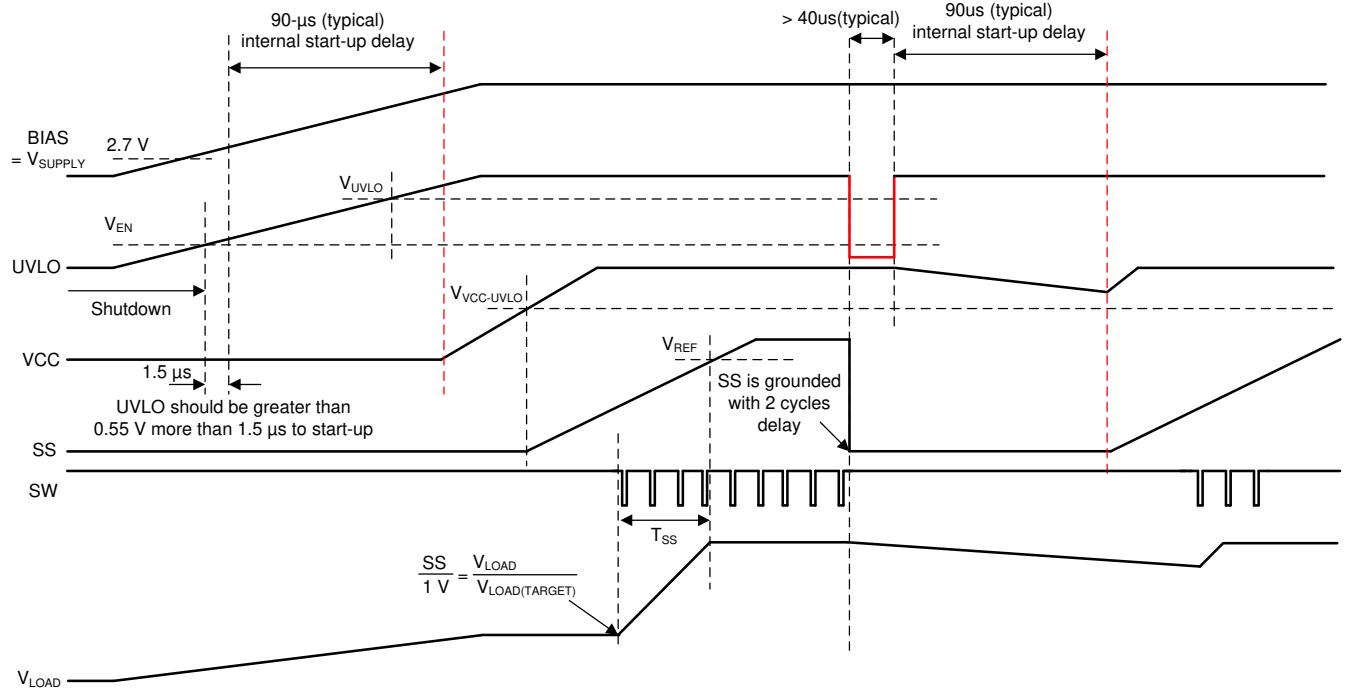 90-µs (typical)
internal start-up delay
> 40us(typical)
90us (typical)
internal start-up delay
BIAS
= VSUPPLY
2.7 V
VUVLO
VEN
UVLO
Shutdown
VVCC-UVLO
VCC
VREF
1.5 µs
SS is grounded
with 2 cycles
delay
UVLO should be greater than
0.55 V more than 1.5 µs to start-up
SS
SW
TSS
SS
1 V
=
VLOAD
VLOAD(TARGET)
VLOAD